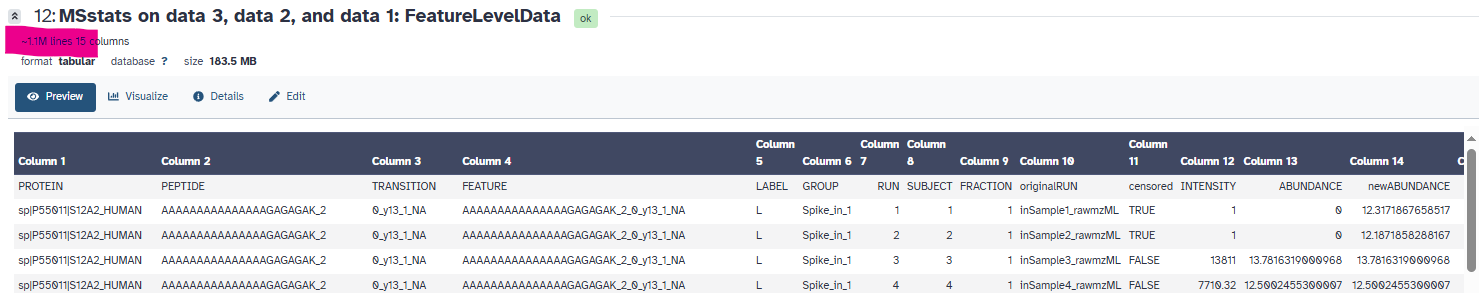 12: MSstats on data 3, data 2, and data 1: FeatureLevelData ok
~1.1M lines 15 columns
format tabular database ? size 183.5 MB
Preview Visualize Details Edit
Column 1 Column 2 Column 3 Column 4 Column 5 Column 6 Column 7 Column 8 Column 9 Column 10 Column 11 Column 12 Column 13 Column 14 C
PROTEIN PEPTIDE TRANSITION FEATURE LABEL GROUP RUN SUBJECT FRACTION originalRUN censored INTENSITY ABUNDANCE newABUNDANCE
sp|P55011|S12A2_HUMAN AAAAAAAAAAAAAAAGAGAGAK_2 0_y13_1_NA AAAAAAAAAAAAAAAGAGAGAK_2_0_y13_1_NA L Spike_in_1 1 1 1 inSample1_rawmzML TRUE 1 0 12.3171867658517
sp|P55011|S12A2_HUMAN AAAAAAAAAAAAAAAGAGAGAK_2 0_y13_1_NA AAAAAAAAAAAAAAAGAGAGAK_2_0_y13_1_NA L Spike_in_1 2 2 1 inSample2_rawmzML TRUE 1 0 12.1871858288167
sp|P55011|S12A2_HUMAN AAAAAAAAAAAAAAAGAGAGAK_2 0_y13_1_NA AAAAAAAAAAAAAAAGAGAGAK_2_0_y13_1_NA L Spike_in_1 3 3 1 inSample3_rawmzML FALSE 13811 13.7816319000968 13.7816319000968
sp|P55011|S12A2_HUMAN AAAAAAAAAAAAAAAGAGAGAK_2 0_y13_1_NA AAAAAAAAAAAAAAAGAGAGAK_2_0_y13_1_NA L Spike_in_1 4 4 1 inSample4_rawmzML FALSE 7710.32 12.5002455300007 12.5002455300007